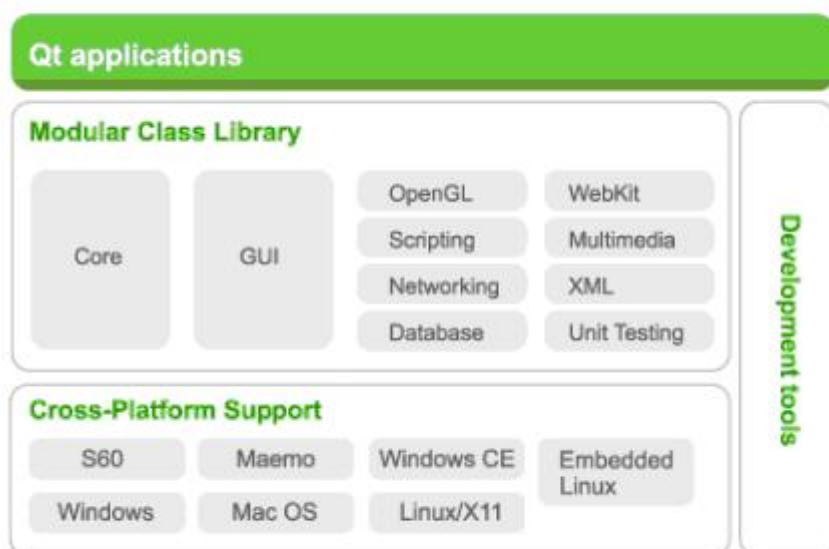 Qt applications
Modular Class Library
Core
GUI
OpenGL
WebKit
Scripting
Multimedia
Networking
XML
Database
Unit Testing
Development tools
Cross-Platform Support
S60
Maemo
Windows CE
Embedded
Linux
Windows
Mac OS
Linux/X11